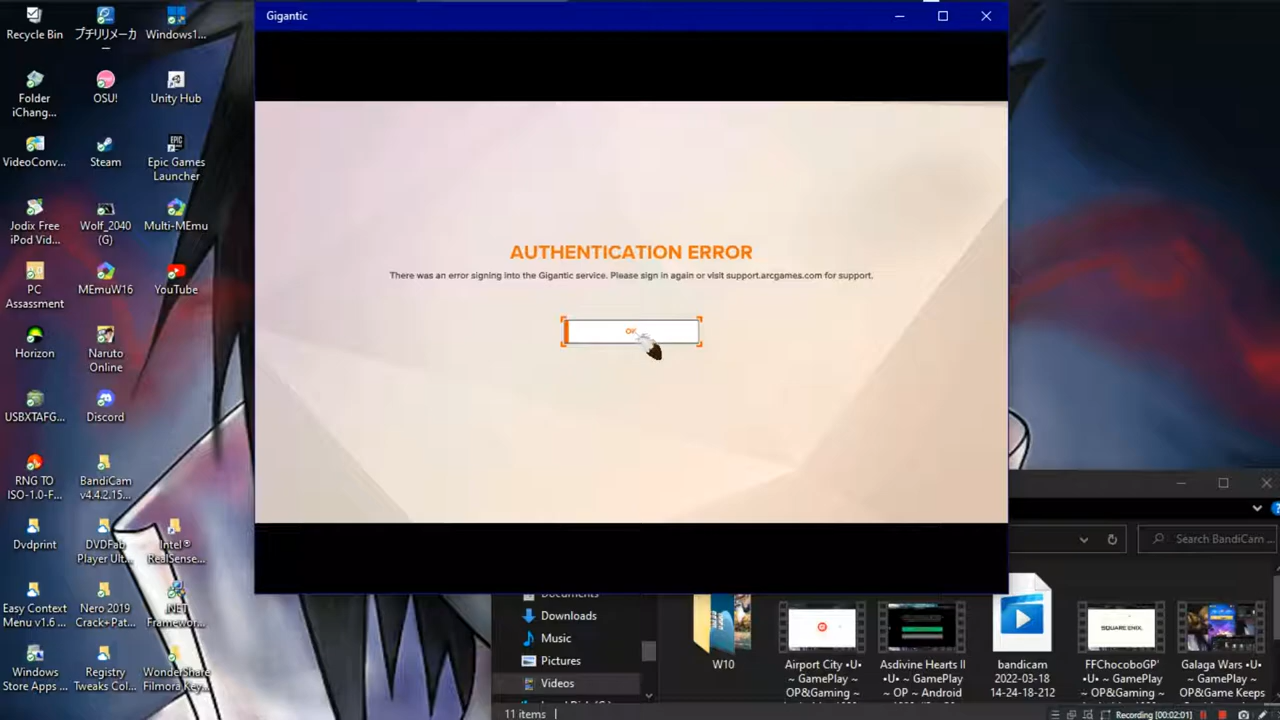 Gigantic
Recycle Bin
プチリリメーカー
Windows1...
Folder iChang...
OSU!
Unity Hub
VideoConv...
Steam
Epic Games Launcher
Jodix Free iPod Vid...
Wolf_2040 (G)
Multi-MEmu
PC Assassment
MEmuW16
YouTube
Horizon
Naruto Online
USBXTAFG...
Discord
RNG TO ISO-1.0-F...
BandiCam v4.4.2.15...
Dvdprint
DVDFab Player Ult...
Intel® RealSense...
Easy Context Menu v1.6 ...
Nero 2019 Crack+Pat...
.NET Framewor...
Windows Store Apps ...
Registry Tweaks Col...
WonderShare Filmora Key...
AUTHENTICATION ERROR
There was an error signing into the Gigantic service. Please sign in again or visit support.arcgames.com for support.
OK
Search BandiCam ...
Documents
Downloads
Music
Pictures
Videos
W10
Airport City •U• ~ GamePlay ~ OP&Gaming ~
Asdivine Hearts II •U• ~ GamePlay ~ OP ~ Android
bandicam 2022-03-18 14-24-18-212
SQUARE ENIX.
FFChocoboGP' •U• ~ GamePlay ~ OP&Gaming ~
Galaga Wars •U• ~ GamePlay ~ OP&Game Keeps
11 items
Recording [00:02:01]